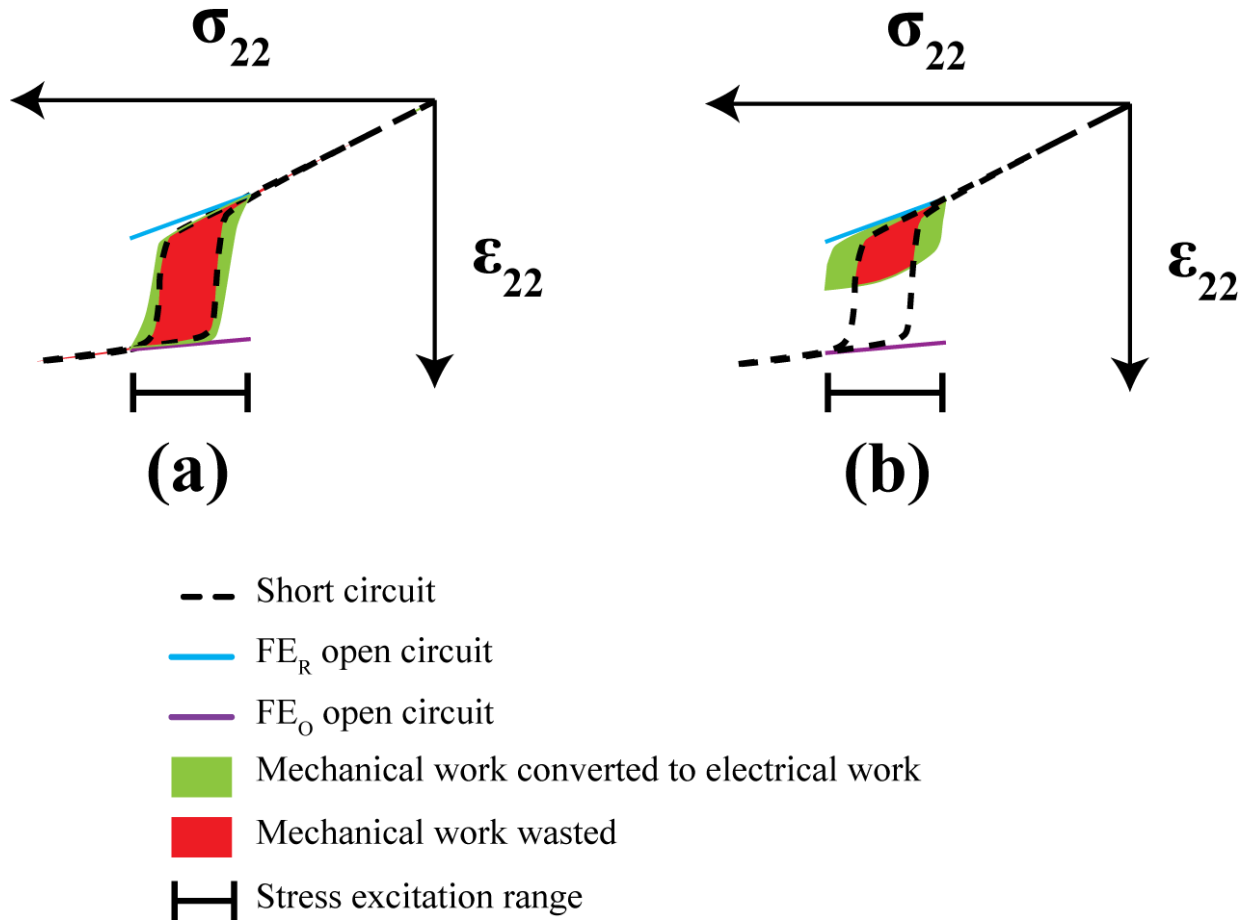 σ22 σ22
ε22 ε22
(a) (b)
Short circuit
FER open circuit
FEO open circuit
Mechanical work converted to electrical work
Mechanical work wasted
Stress excitation range